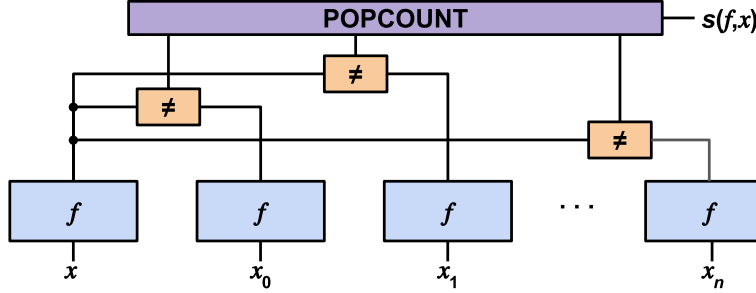 POPCOUNT
s(f,x)
≠
≠
≠
f
f
f
. . .
f
x
x₀
x₁
xₙ